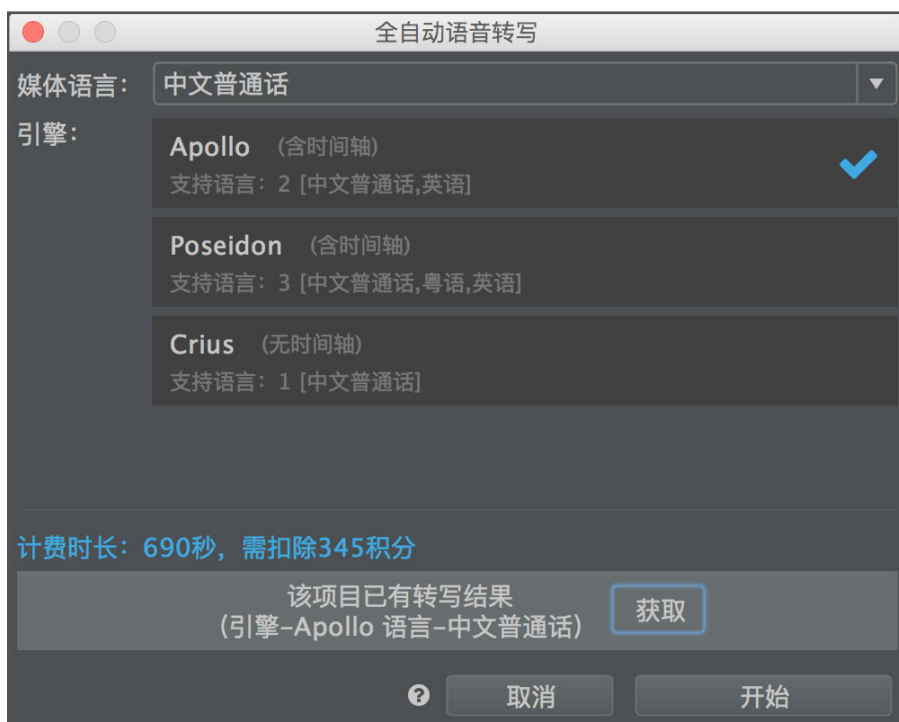 全自动语音转写
媒体语言： 中文普通话
引擎：
Apollo （含时间轴）
支持语言：2 [中文普通话,英语]
Poseidon （含时间轴）
支持语言：3 [中文普通话,粤语,英语]
Crius （无时间轴）
支持语言：1 [中文普通话]
计费时长：690秒，需扣除345积分
该项目已有转写结果
（引擎–Apollo 语言–中文普通话）
获取
? 取消 开始